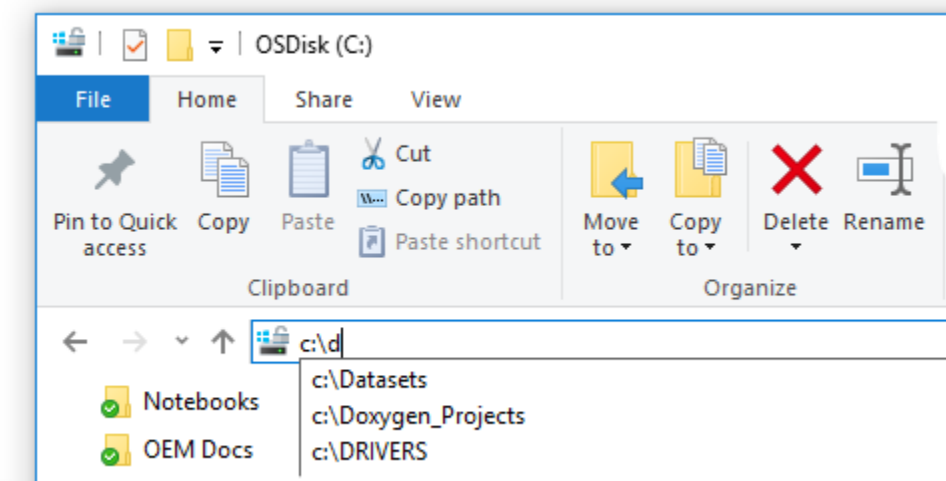 OSDisk (C:)
File Home Share View
Pin to Quick access
Copy
Paste
Cut
Copy path
Paste shortcut
Move to
Copy to
Delete
Rename
Clipboard
Organize
c:\d
c:\Datasets
c:\Doxygen_Projects
c:\DRIVERS
Notebooks
OEM Docs